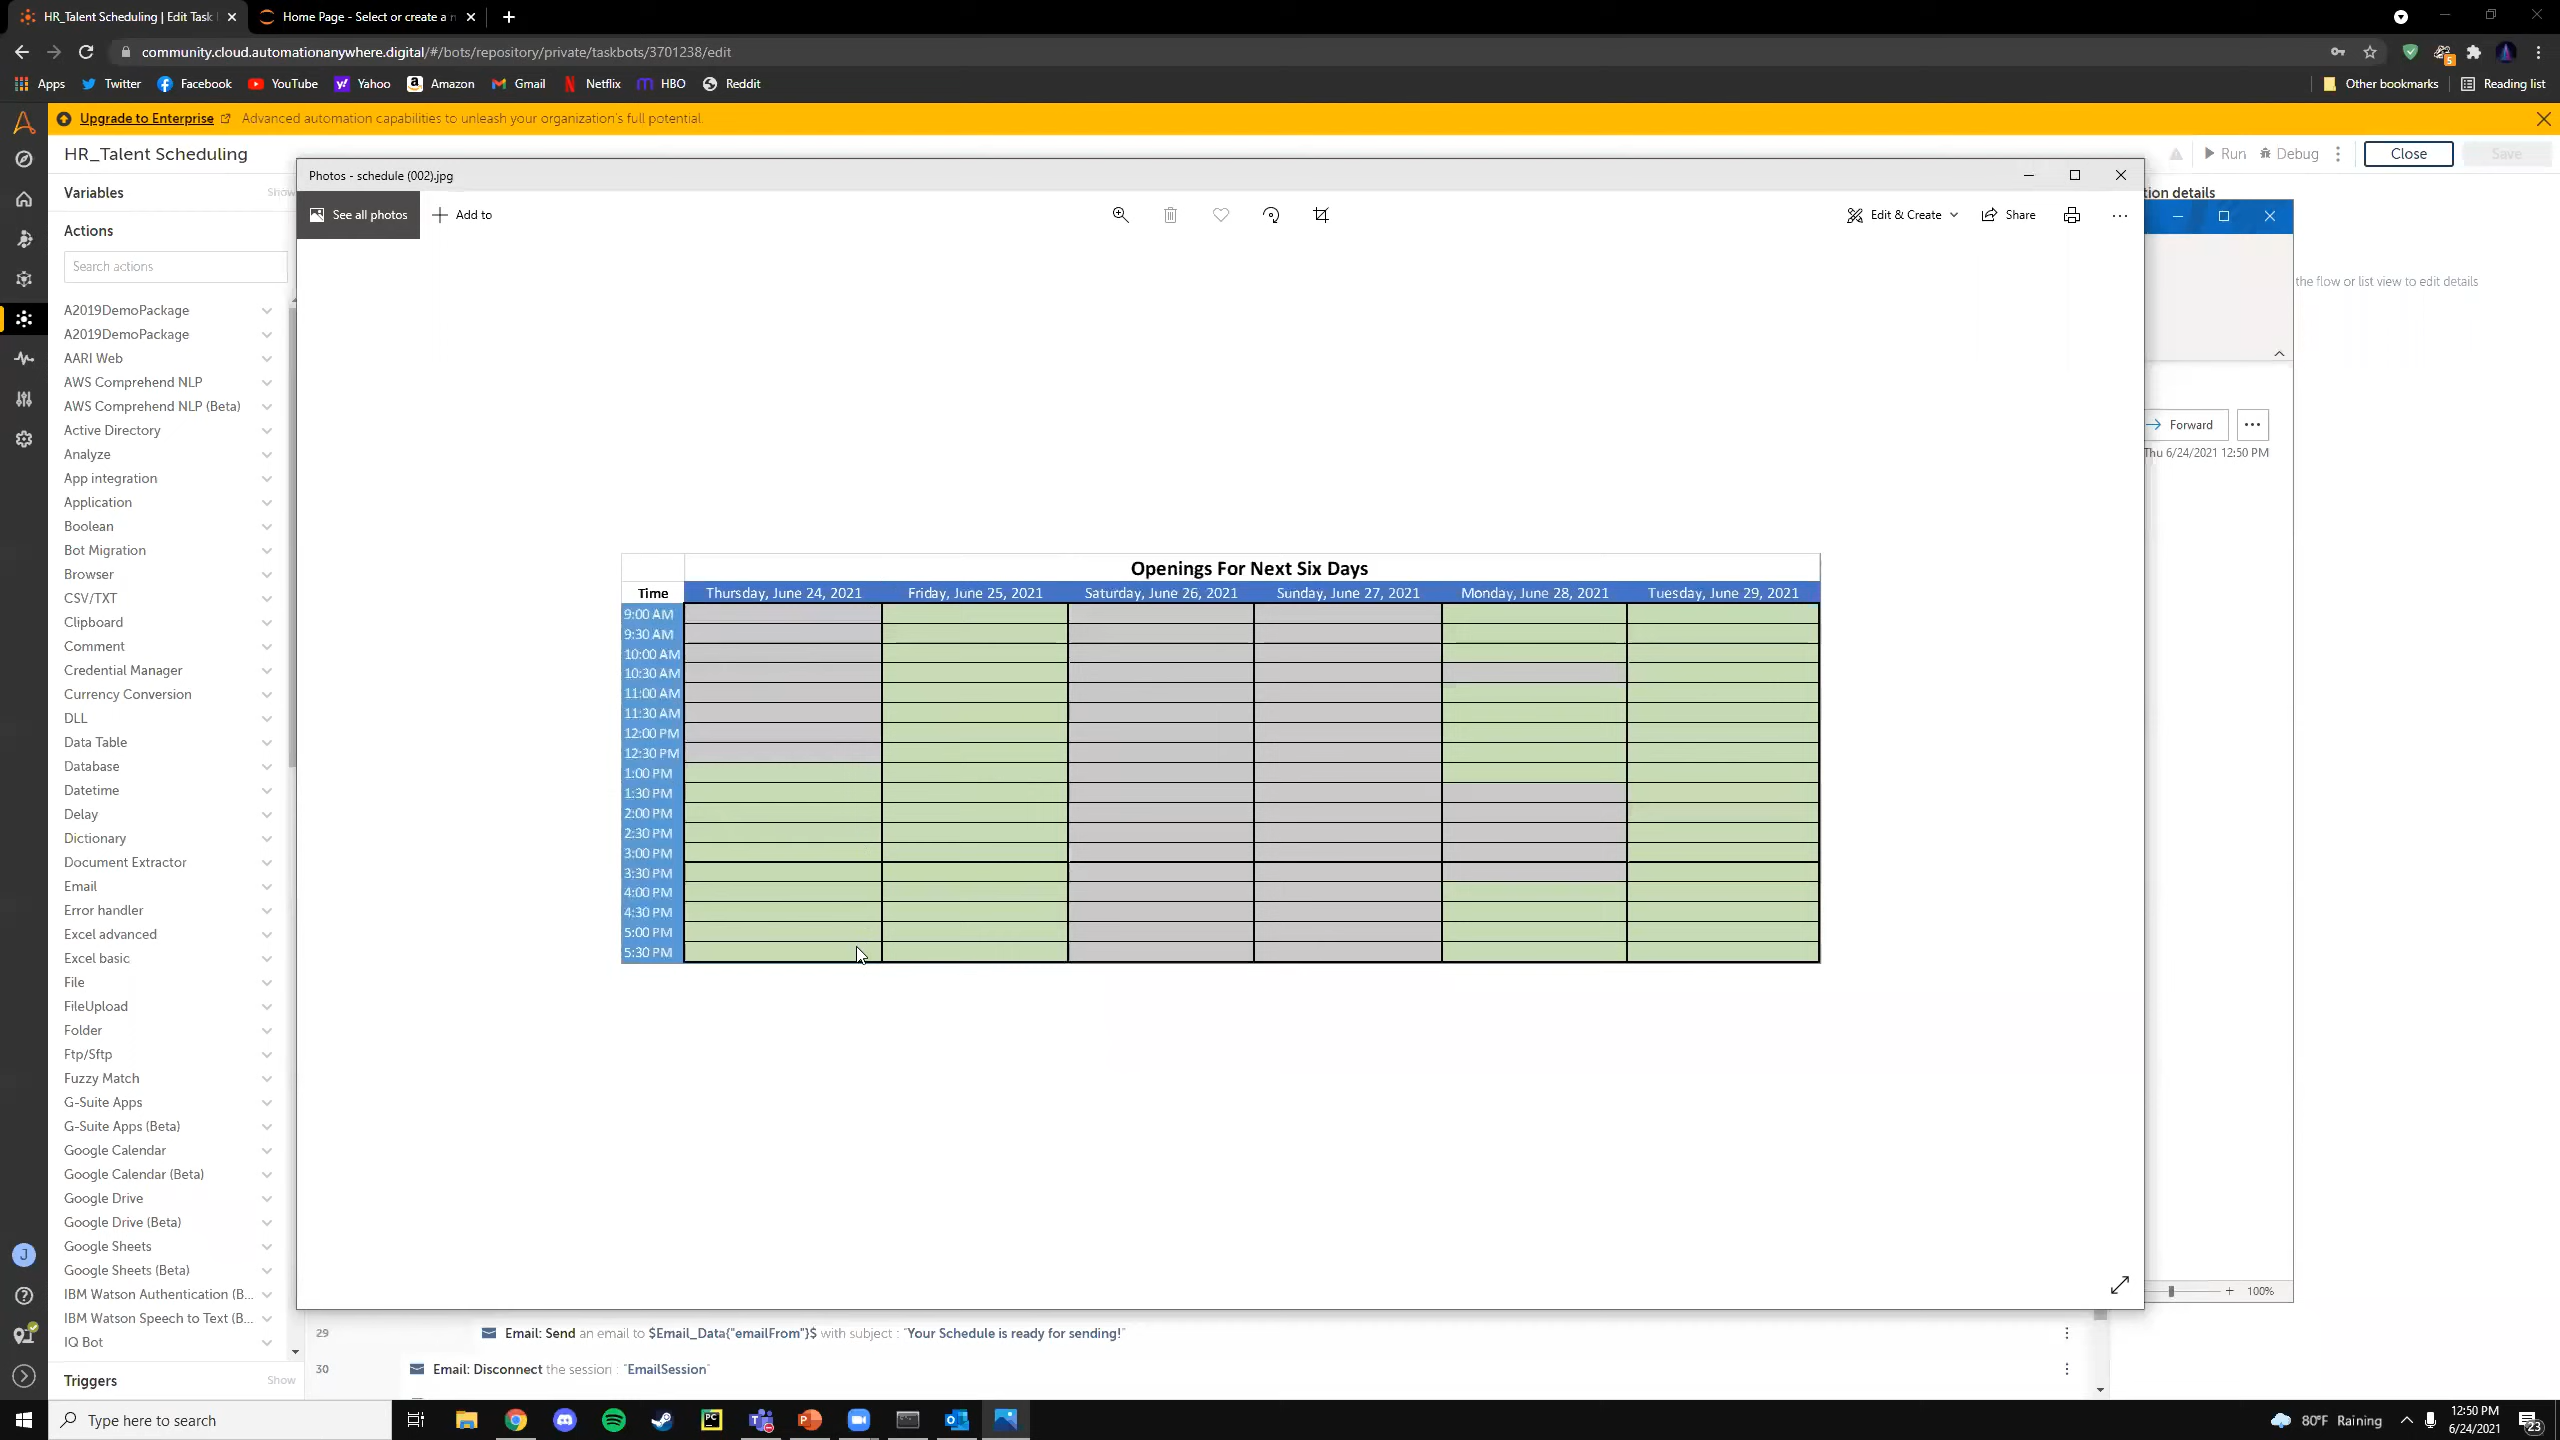 HR_Talent Scheduling | Edit Task
Home Page - Select or create a n
community.cloud.automationanywhere.digital/#/bots/repository/private/taskbots/3701238/edit
Apps Twitter Facebook YouTube Yahoo Amazon Gmail Netflix HBO Reddit Other bookmarks Reading list
Upgrade to Enterprise Advanced automation capabilities to unleash your organization's full potential.
HR_Talent Scheduling Run Debug Close Save
Variables Show
Photos - schedule (002).jpg
tion details
See all photos Add to Edit & Create Share
Actions
Search actions
the flow or list view to edit details
A2019DemoPackage
A2019DemoPackage
AARI Web
AWS Comprehend NLP
AWS Comprehend NLP (Beta)
Active Directory
Analyze
App integration
Application
Boolean
Bot Migration
Browser
CSV/TXT
Clipboard
Comment
Credential Manager
Currency Conversion
DLL
Data Table
Database
Datetime
Delay
Dictionary
Document Extractor
Email
Error handler
Excel advanced
Excel basic
File
FileUpload
Folder
Ftp/Sftp
Fuzzy Match
G-Suite Apps
G-Suite Apps (Beta)
Google Calendar
Google Calendar (Beta)
Google Drive
Google Drive (Beta)
Google Sheets
Google Sheets (Beta)
IBM Watson Authentication (B...
IBM Watson Speech to Text (B...
IQ Bot
Triggers Show
Forward
Thu 6/24/2021 12:50 PM
Openings For Next Six Days
Time Thursday, June 24, 2021 Friday, June 25, 2021 Saturday, June 26, 2021 Sunday, June 27, 2021 Monday, June 28, 2021 Tuesday, June 29, 2021
9:00 AM
9:30 AM
10:00 AM
10:30 AM
11:00 AM
11:30 AM
12:00 PM
12:30 PM
1:00 PM
1:30 PM
2:00 PM
2:30 PM
3:00 PM
3:30 PM
4:00 PM
4:30 PM
5:00 PM
5:30 PM
100%
29 Email: Send an email to $Email_Data{"emailFrom"}$ with subject : "Your Schedule is ready for sending!"
30 Email: Disconnect the session : "EmailSession"
J
Type here to search
80°F Raining
12:50 PM
6/24/2021
23